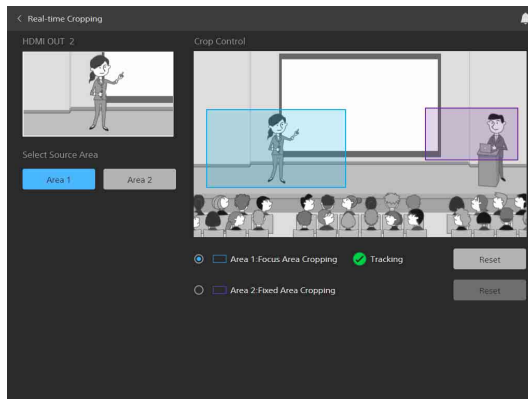 Real-time Cropping
HDMI OUT 2
Crop Control
Select Source Area
Area 1
Area 2
Area 1:Focus Area Cropping
Tracking
Reset
Area 2:Fixed Area Cropping
Reset